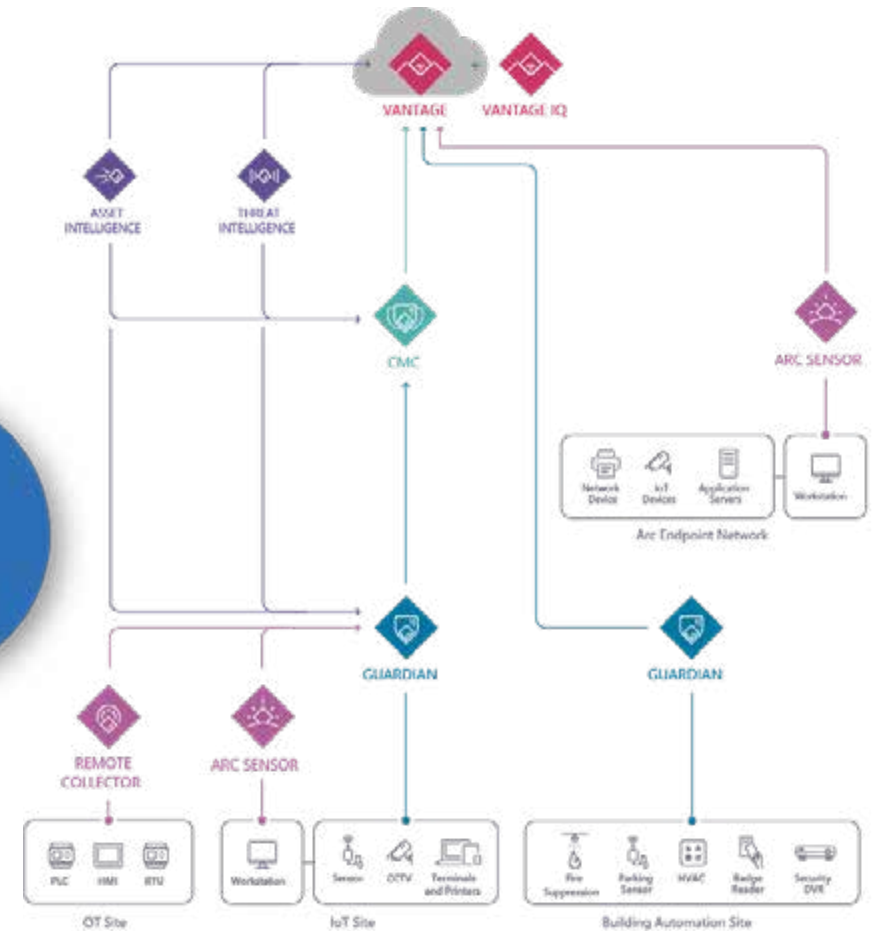 VANTAGE
VANTAGE IQ
ASSET
INTELLIGENCE
THREAT
INTELLIGENCE
CMC
ARC SENSOR
Network
Device
IoT
Devices
Application
Servers
Workstation
Arc Endpoint Network
GUARDIAN
GUARDIAN
REMOTE
COLLECTOR
ARC SENSOR
PLC
HMI
RTU
Workstation
Sensor
CCTV
Terminals
and Printers
Fire
Suppression
Parking
Sensor
HVAC
Badge
Reader
Security
DVR
OT Site
IoT Site
Building Automation Site